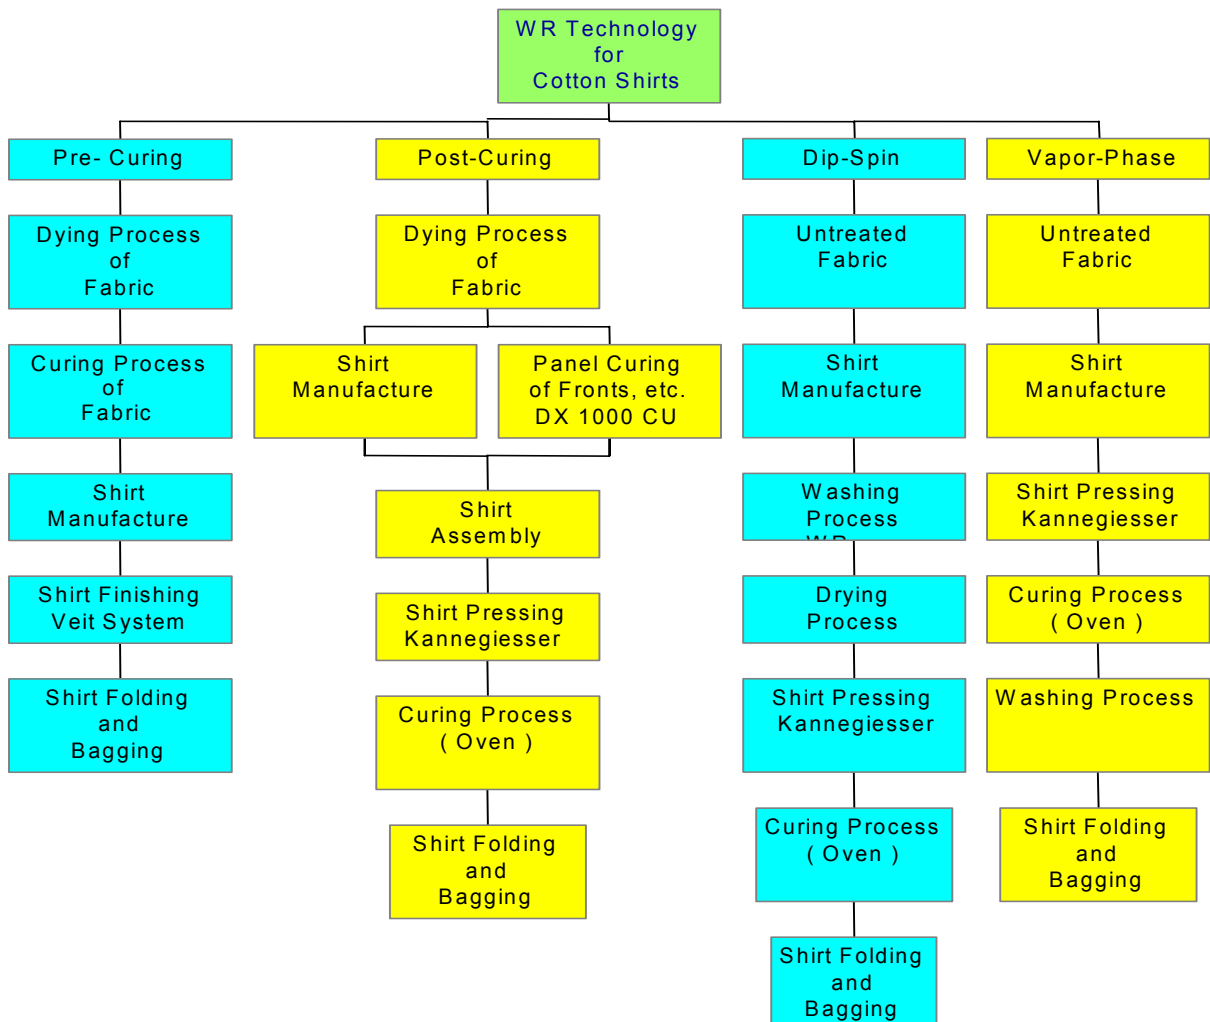 WR Technology
for
Cotton Shirts
Pre- Curing
Post-Curing
Dip-Spin
Vapor-Phase
Dying Process
of
Fabric
Dying Process
of
Fabric
Untreated
Fabric
Untreated
Fabric
Curing Process
of
Fabric
Shirt
Manufacture
Panel Curing
of Fronts, etc.
DX 1000 CU
Shirt
Manufacture
Shirt
Manufacture
Shirt
Manufacture
Shirt
Assembly
Washing
Process
Shirt Pressing
Kannegiesser
Shirt Finishing
Veit System
Shirt Pressing
Kannegiesser
Drying
Process
Curing Process
( Oven )
Shirt Folding
and
Bagging
Curing Process
( Oven )
Shirt Pressing
Kannegiesser
Washing Process
Shirt Folding
and
Bagging
Curing Process
( Oven )
Shirt Folding
and
Bagging
Shirt Folding
and
Bagging